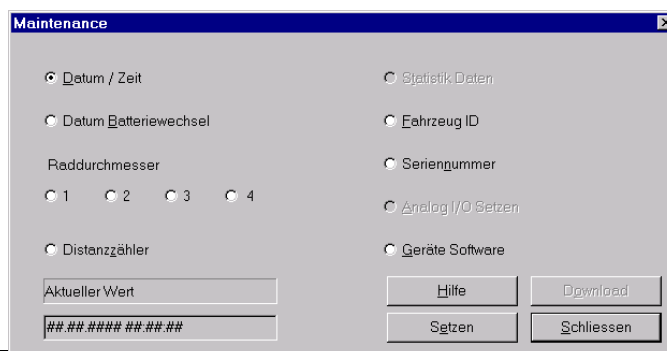 Maintenance
Datum / Zeit
Statistik Daten
Datum Batteriewechsel
Fahrzeug ID
Raddurchmesser
Seriennummer
1 2 3 4
Analog I/O Setzen
Distanzzähler
Geräte Software
Aktueller Wert
Hilfe
Download
##.##.#### ##:##:##
Setzen
Schliessen